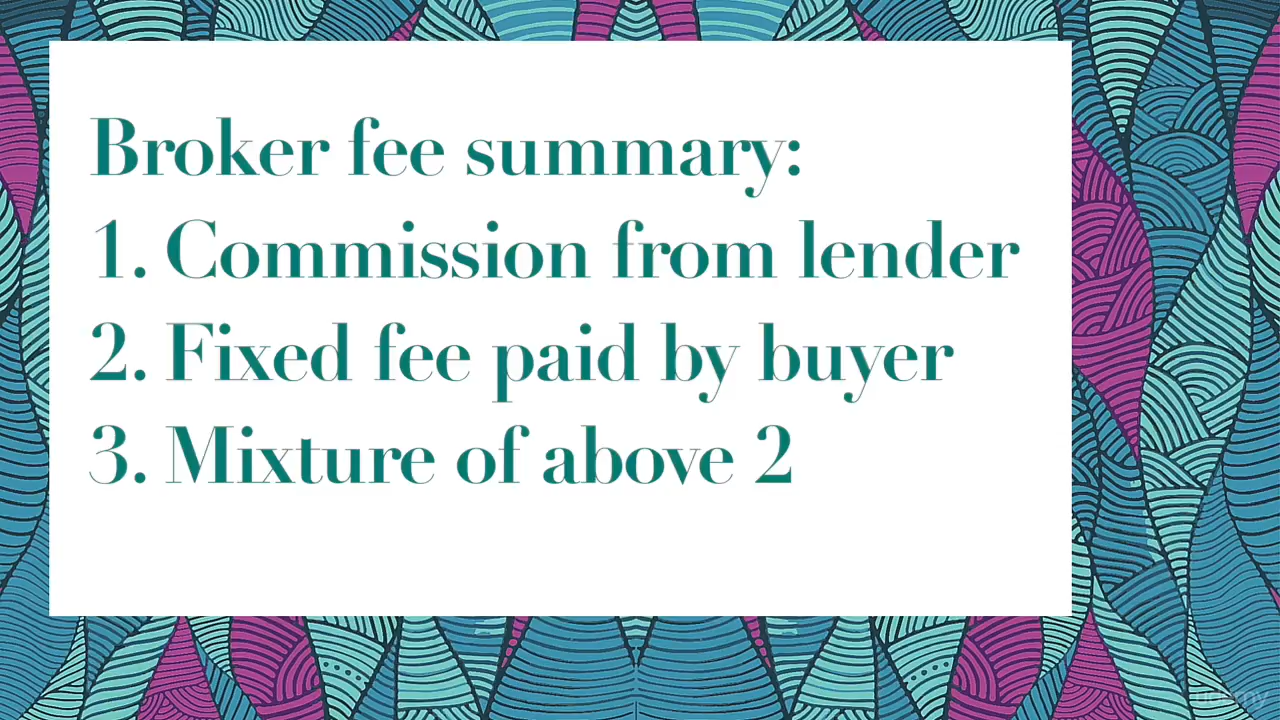 Broker fee summary:
1. Commission from lender
2. Fixed fee paid by buyer
3. Mixture of above 2